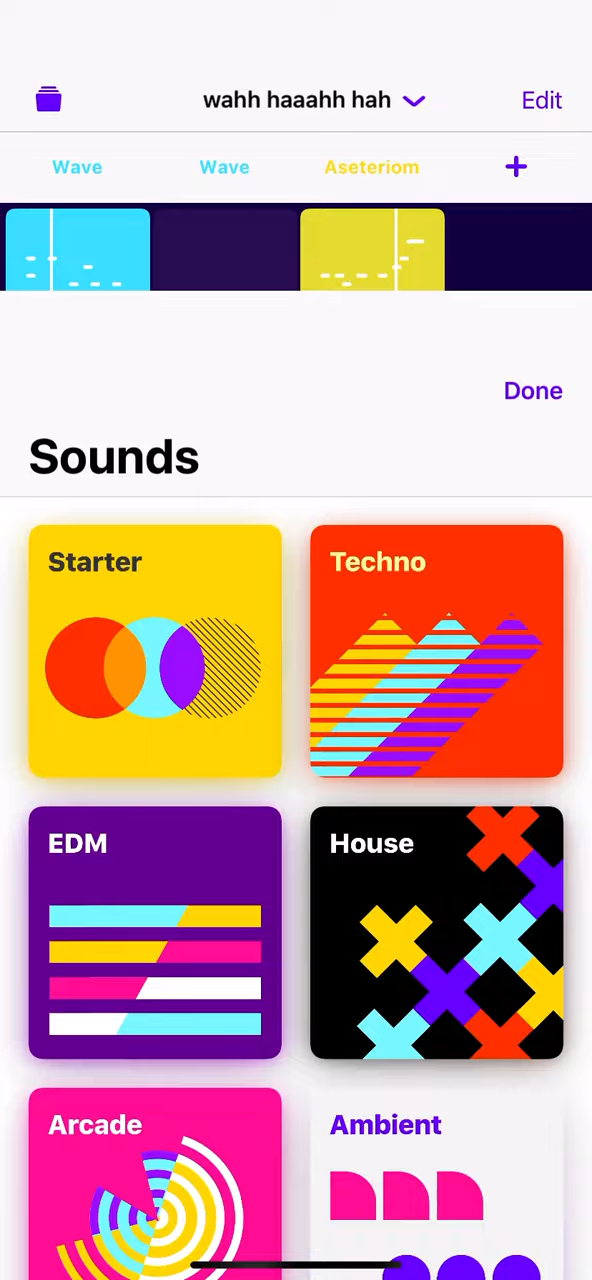 wahh haaahh hah Edit
Wave Wave Aseteriom +
Done
Sounds
Starter Techno
EDM House
Arcade Ambient